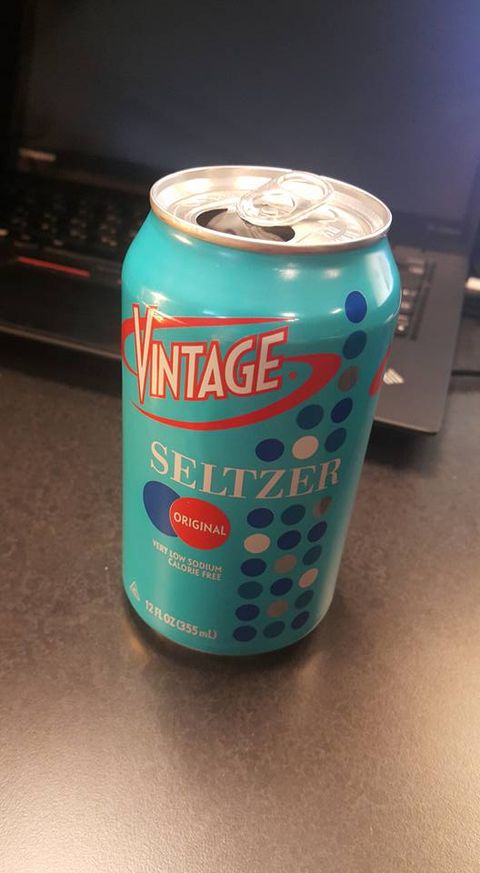 VINTAGE
SELTZER
ORIGINAL
VERY LOW SODIUM
CALORIE FREE
12 FL OZ (355 mL)